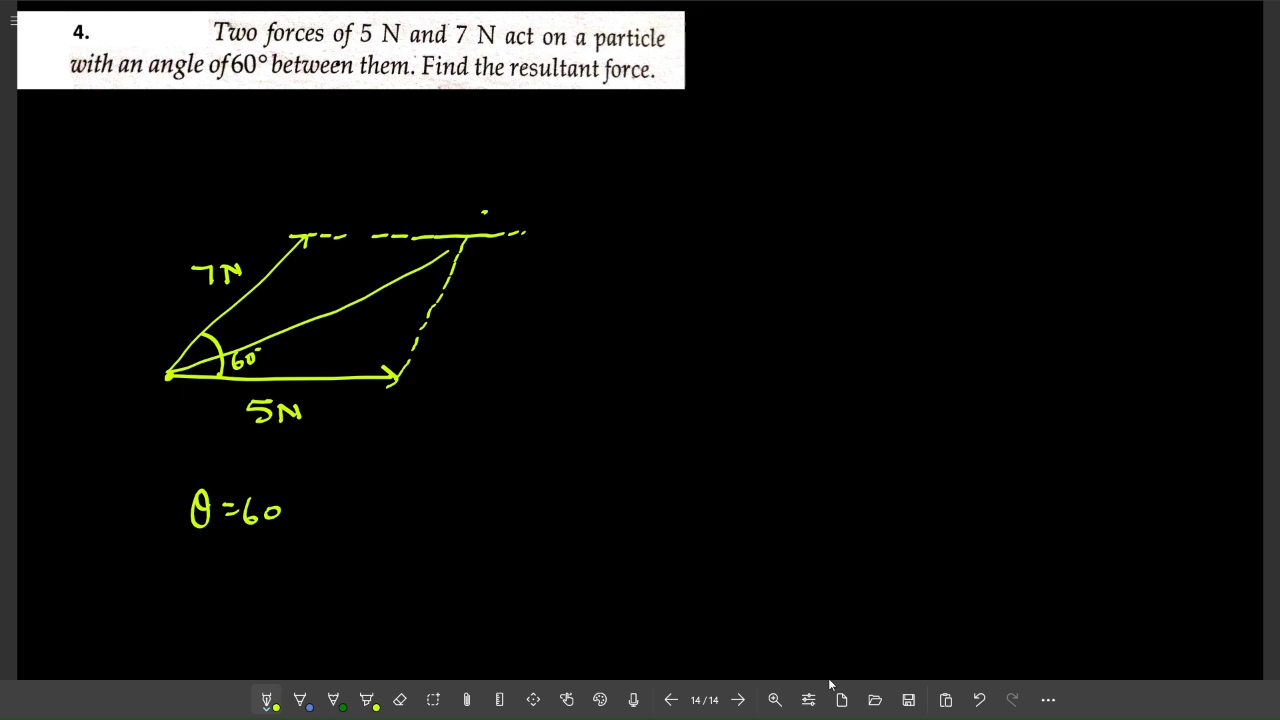 4. Two forces of 5 N and 7 N act on a particle
with an angle of 60° between them. Find the resultant force.
7N
60°
5N
θ = 60
14/14